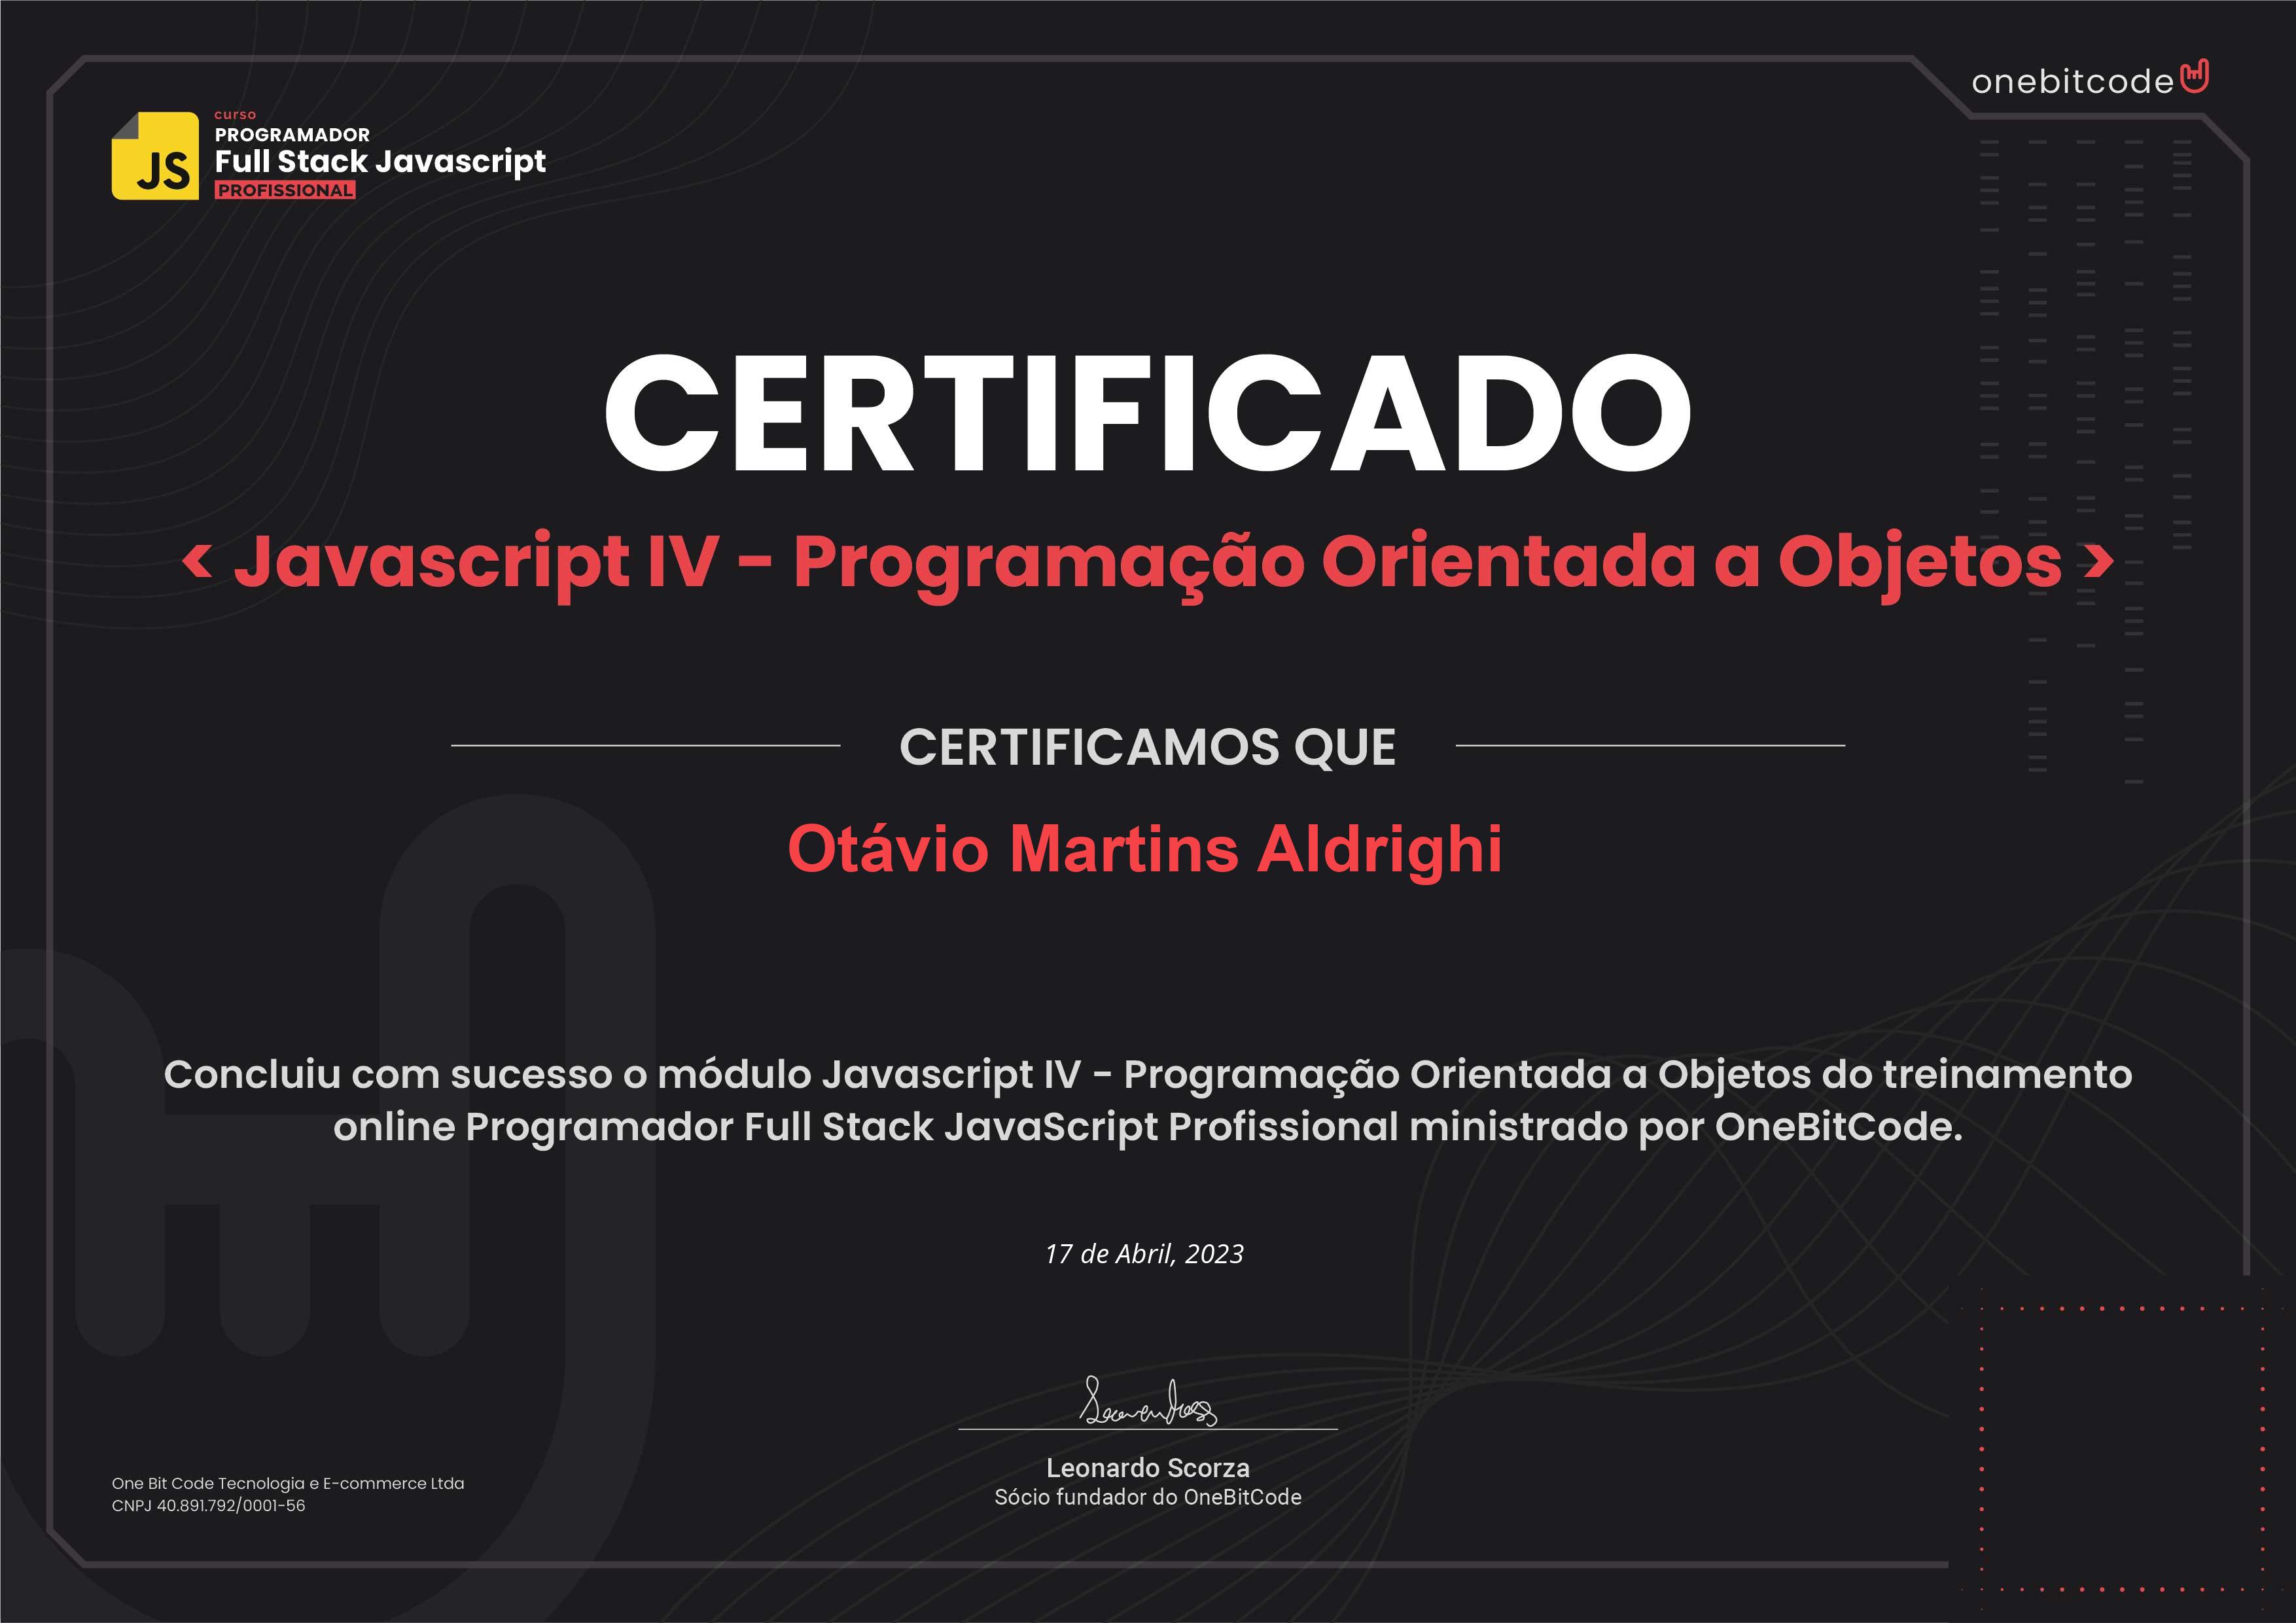 onebitcode
curso
PROGRAMADOR
JS
Full Stack Javascript
PROFISSIONAL
CERTIFICADO
< Javascript IV - Programação Orientada a Objetos >
CERTIFICAMOS QUE
Otávio Martins Aldrighi
Concluiu com sucesso o módulo Javascript IV - Programação Orientada a Objetos do treinamento
online Programador Full Stack JavaScript Profissional ministrado por OneBitCode.
17 de Abril, 2023
Leonardo Scorza
Sócio fundador do OneBitCode
One Bit Code Tecnologia e E-commerce Ltda
CNPJ 40.891.792/0001-56